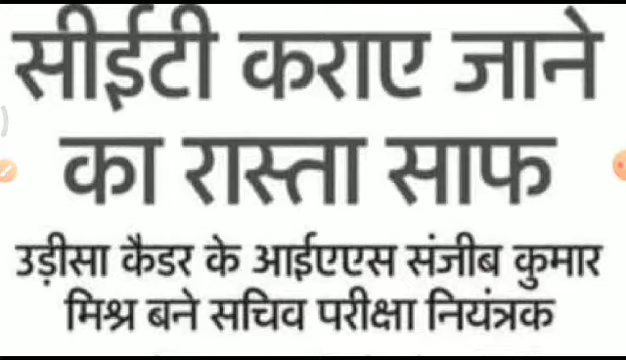 सीईटी कराए जाने
का रास्ता साफ
उड़ीसा कैडर के आईएएस संजीब कुमार
मिश्र बने सचिव परीक्षा नियंत्रक